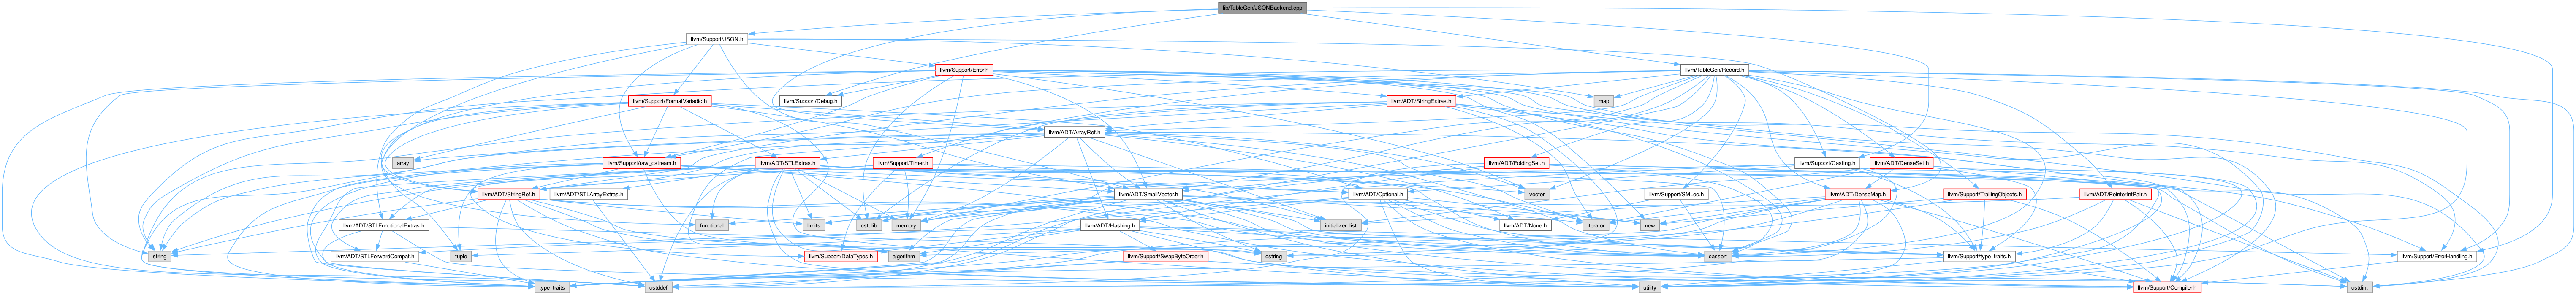 lib/TableGen/JSONBackend.cpp
llvm/Support/JSON.h
llvm/Support/Error.h
llvm/TableGen/Record.h
llvm/Support/FormatVariadic.h
llvm/Support/Debug.h
llvm/ADT/StringExtras.h
map
llvm/ADT/ArrayRef.h
array
llvm/Support/raw_ostream.h
llvm/ADT/STLExtras.h
llvm/Support/Timer.h
llvm/ADT/FoldingSet.h
llvm/Support/Casting.h
llvm/ADT/DenseSet.h
llvm/ADT/StringRef.h
llvm/ADT/STLArrayExtras.h
llvm/ADT/SmallVector.h
llvm/ADT/Optional.h
vector
llvm/Support/SMLoc.h
llvm/ADT/DenseMap.h
llvm/Support/TrailingObjects.h
llvm/ADT/PointerIntPair.h
llvm/ADT/STLFunctionalExtras.h
functional
limits
cstdlib
memory
llvm/ADT/Hashing.h
initializer_list
llvm/ADT/None.h
iterator
new
string
llvm/ADT/STLForwardCompat.h
tuple
llvm/Support/DataTypes.h
algorithm
llvm/Support/SwapByteOrder.h
cstring
cassert
llvm/Support/type_traits.h
llvm/Support/ErrorHandling.h
type_traits
cstddef
utility
llvm/Support/Compiler.h
cstdint